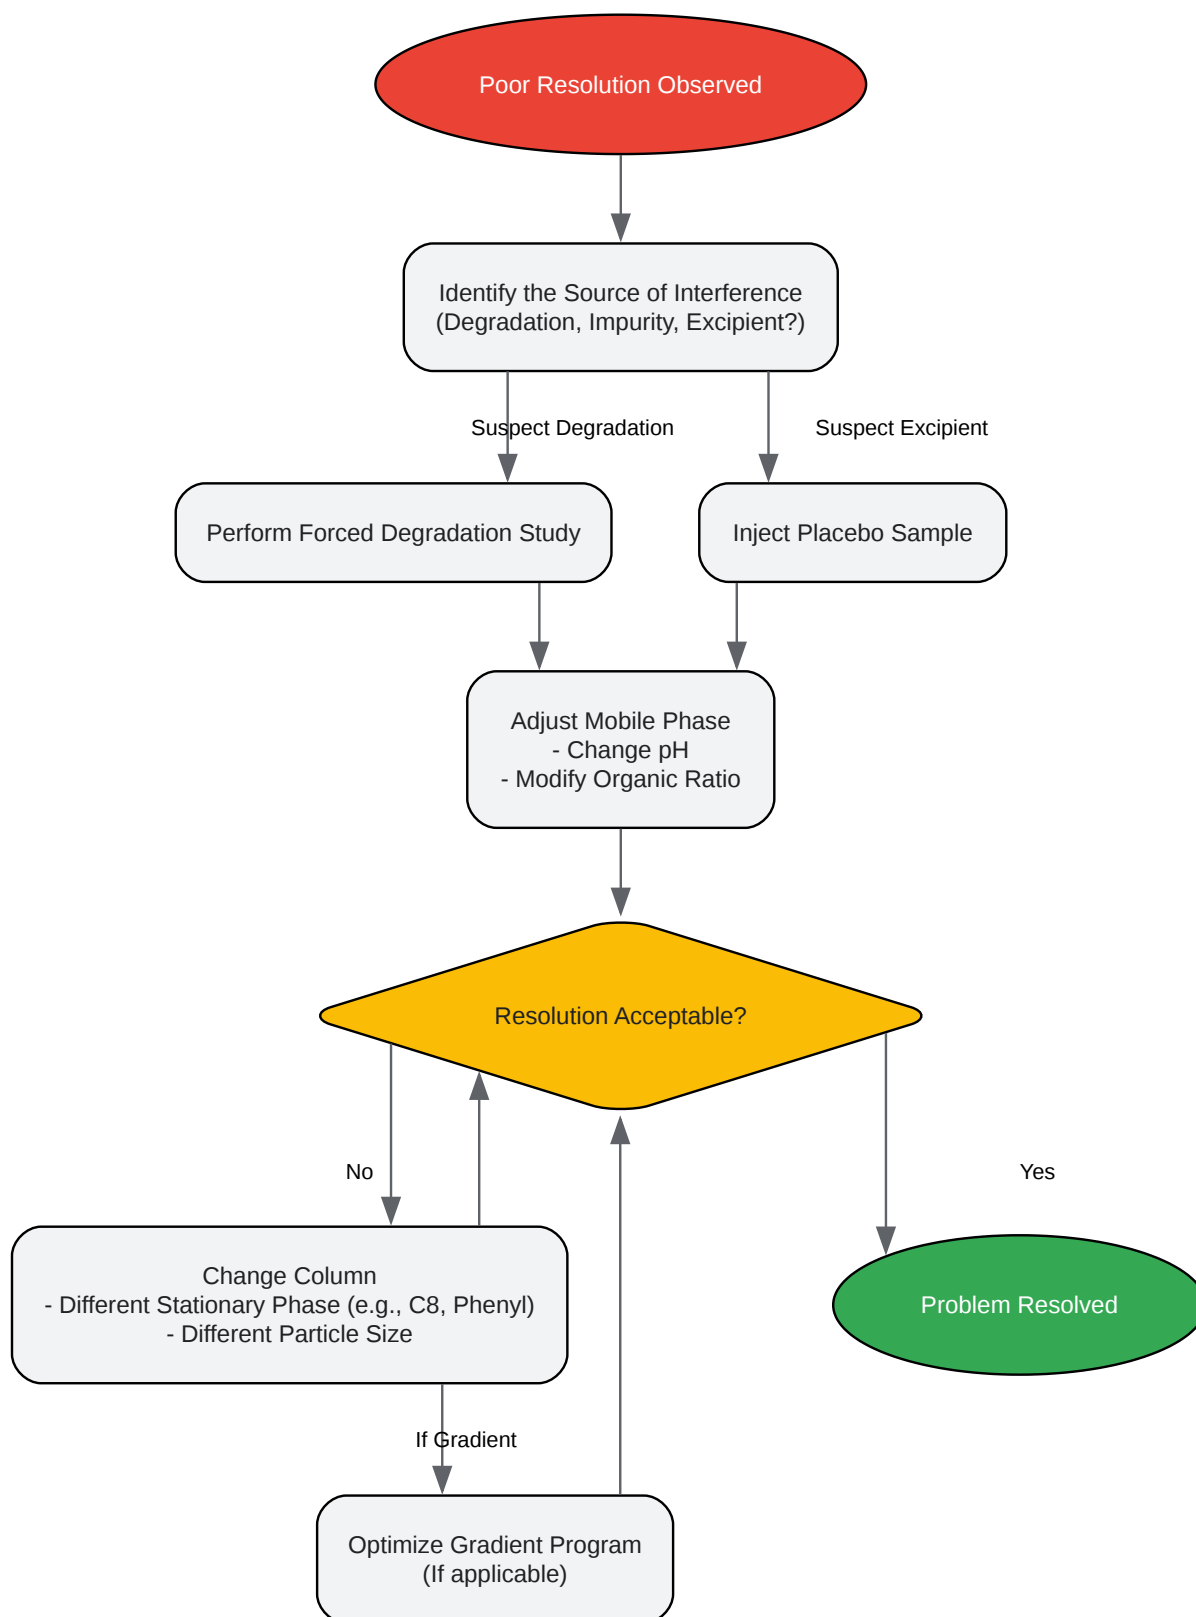 Poor Resolution Observed
Identify the Source of Interference
(Degradation, Impurity, Excipient?)
Suspect Degradation
Suspect Excipient
Perform Forced Degradation Study
Inject Placebo Sample
Adjust Mobile Phase
- Change pH
- Modify Organic Ratio
Resolution Acceptable?
No
Yes
Change Column
- Different Stationary Phase (e.g., C8, Phenyl)
- Different Particle Size
Problem Resolved
If Gradient
Optimize Gradient Program
(If applicable)